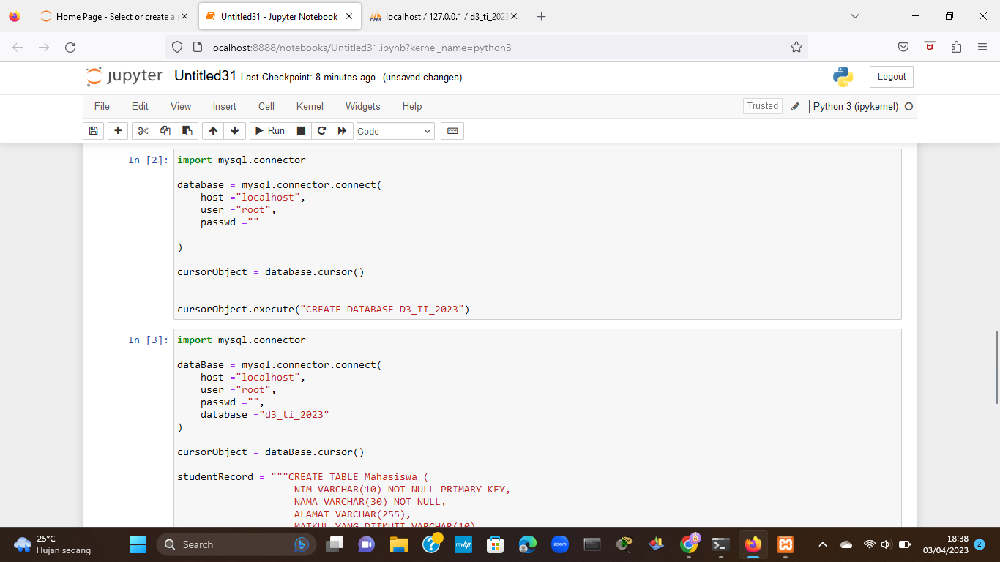 Home Page - Select or create a
Untitled31 - Jupyter Notebook
localhost / 127.0.0.1 / d3_ti_2023
localhost:8888/notebooks/Untitled31.ipynb?kernel_name=python3
jupyter Untitled31 Last Checkpoint: 8 minutes ago (unsaved changes)
Logout
File Edit View Insert Cell Kernel Widgets Help
Trusted
Python 3 (ipykernel)
Run
Code
In [2]: import mysql.connector
database = mysql.connector.connect(
host ="localhost",
user ="root",
passwd =""
)
cursorObject = database.cursor()
cursorObject.execute("CREATE DATABASE D3_TI_2023")
In [3]: import mysql.connector
dataBase = mysql.connector.connect(
host ="localhost",
user ="root",
passwd ="",
database ="d3_ti_2023"
)
cursorObject = dataBase.cursor()
studentRecord = """CREATE TABLE Mahasiswa (
NIM VARCHAR(10) NOT NULL PRIMARY KEY,
NAMA VARCHAR(30) NOT NULL,
ALAMAT VARCHAR(255),
MATKUL_YANG_DIIKUTI VARCHAR(10)
25°C
Hujan sedang
Search
myhp
zoom
18:38
03/04/2023
2